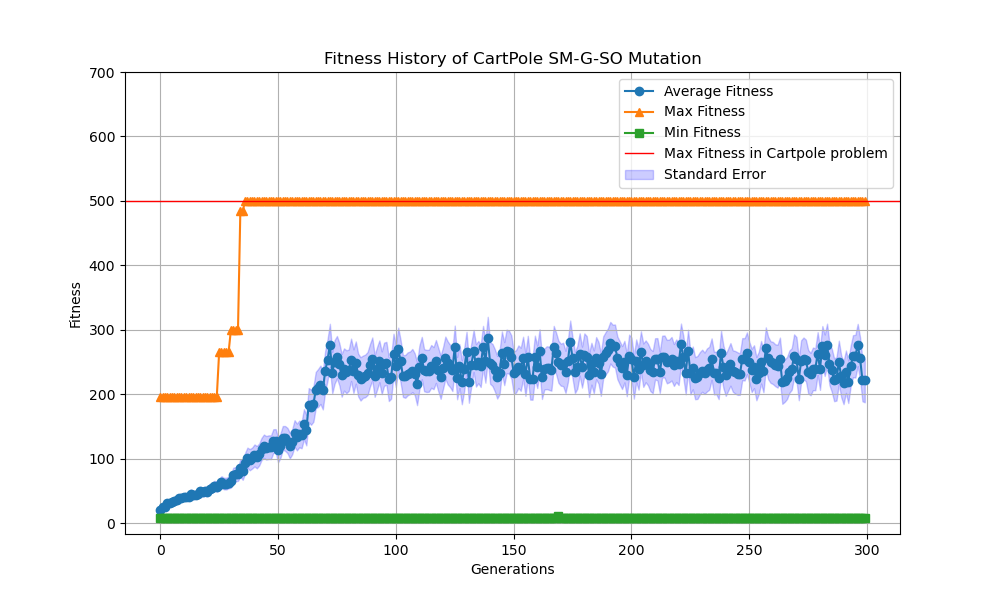 Fitness History of CartPole SM-G-SO Mutation
700
600
500
400
300
200
100
0
Fitness
Average Fitness
Max Fitness
Min Fitness
Max Fitness in Cartpole problem
Standard Error
0 50 100 150 200 250 300
Generations